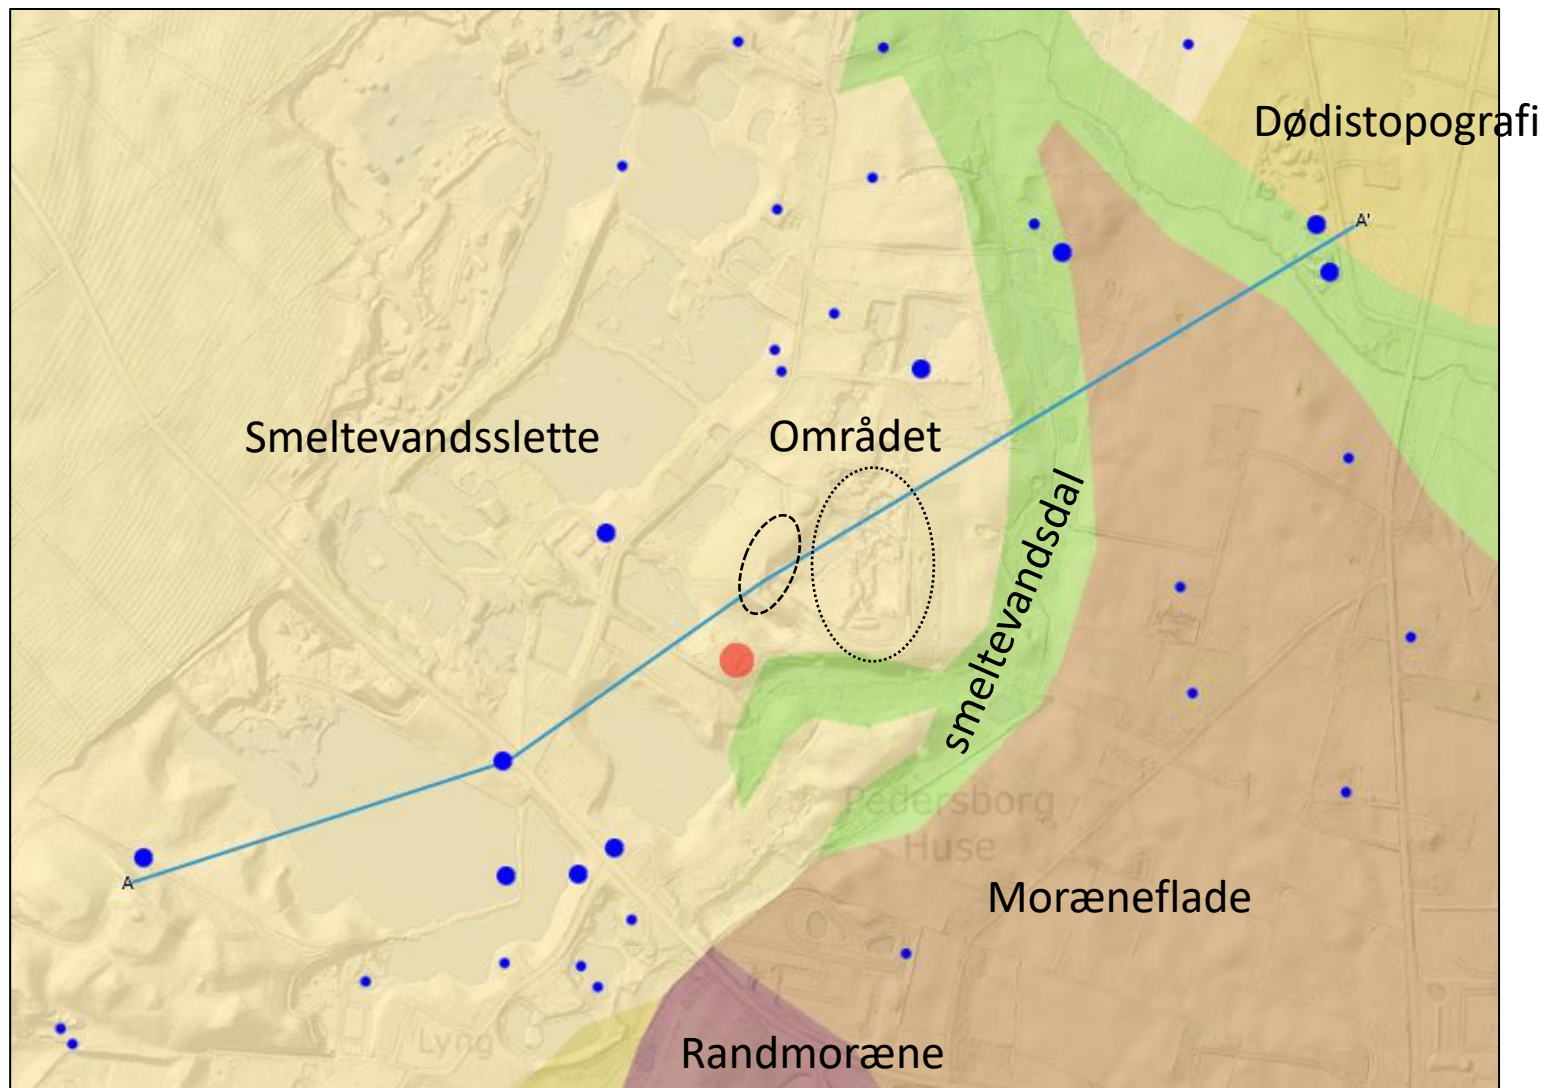 Dødistopografi
A'
Smeltevandsslette
Området
smeltevandsdal
Pedersborg
Huse
A
Moræneflade
Lyng
Randmoræne